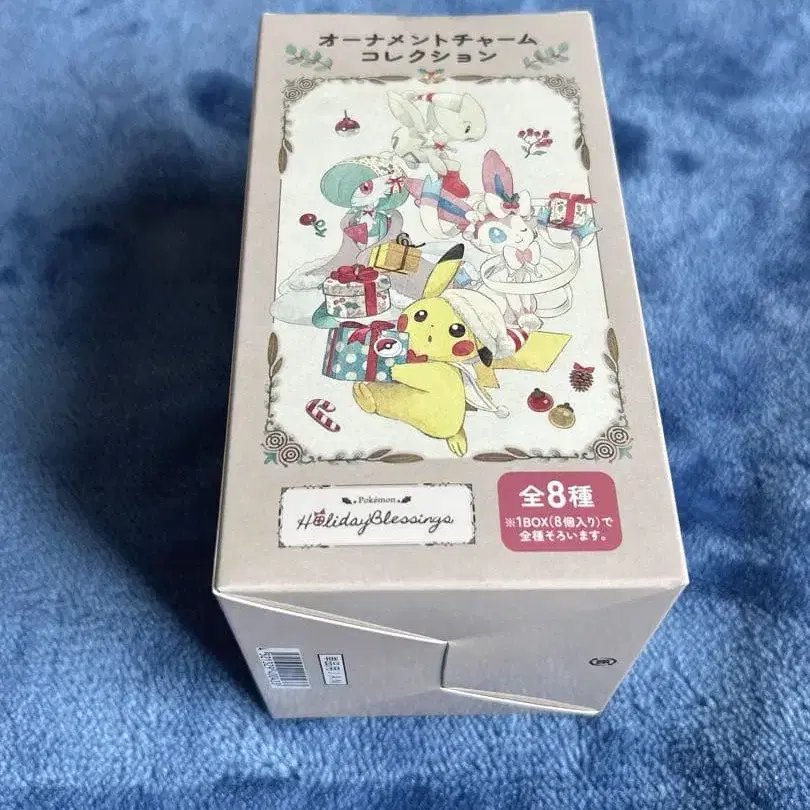 オーナメントチャーム
コレクション
Pokémon
Holiday Blessings
全8種
※1BOX(8個入り)で
全種そろいます。